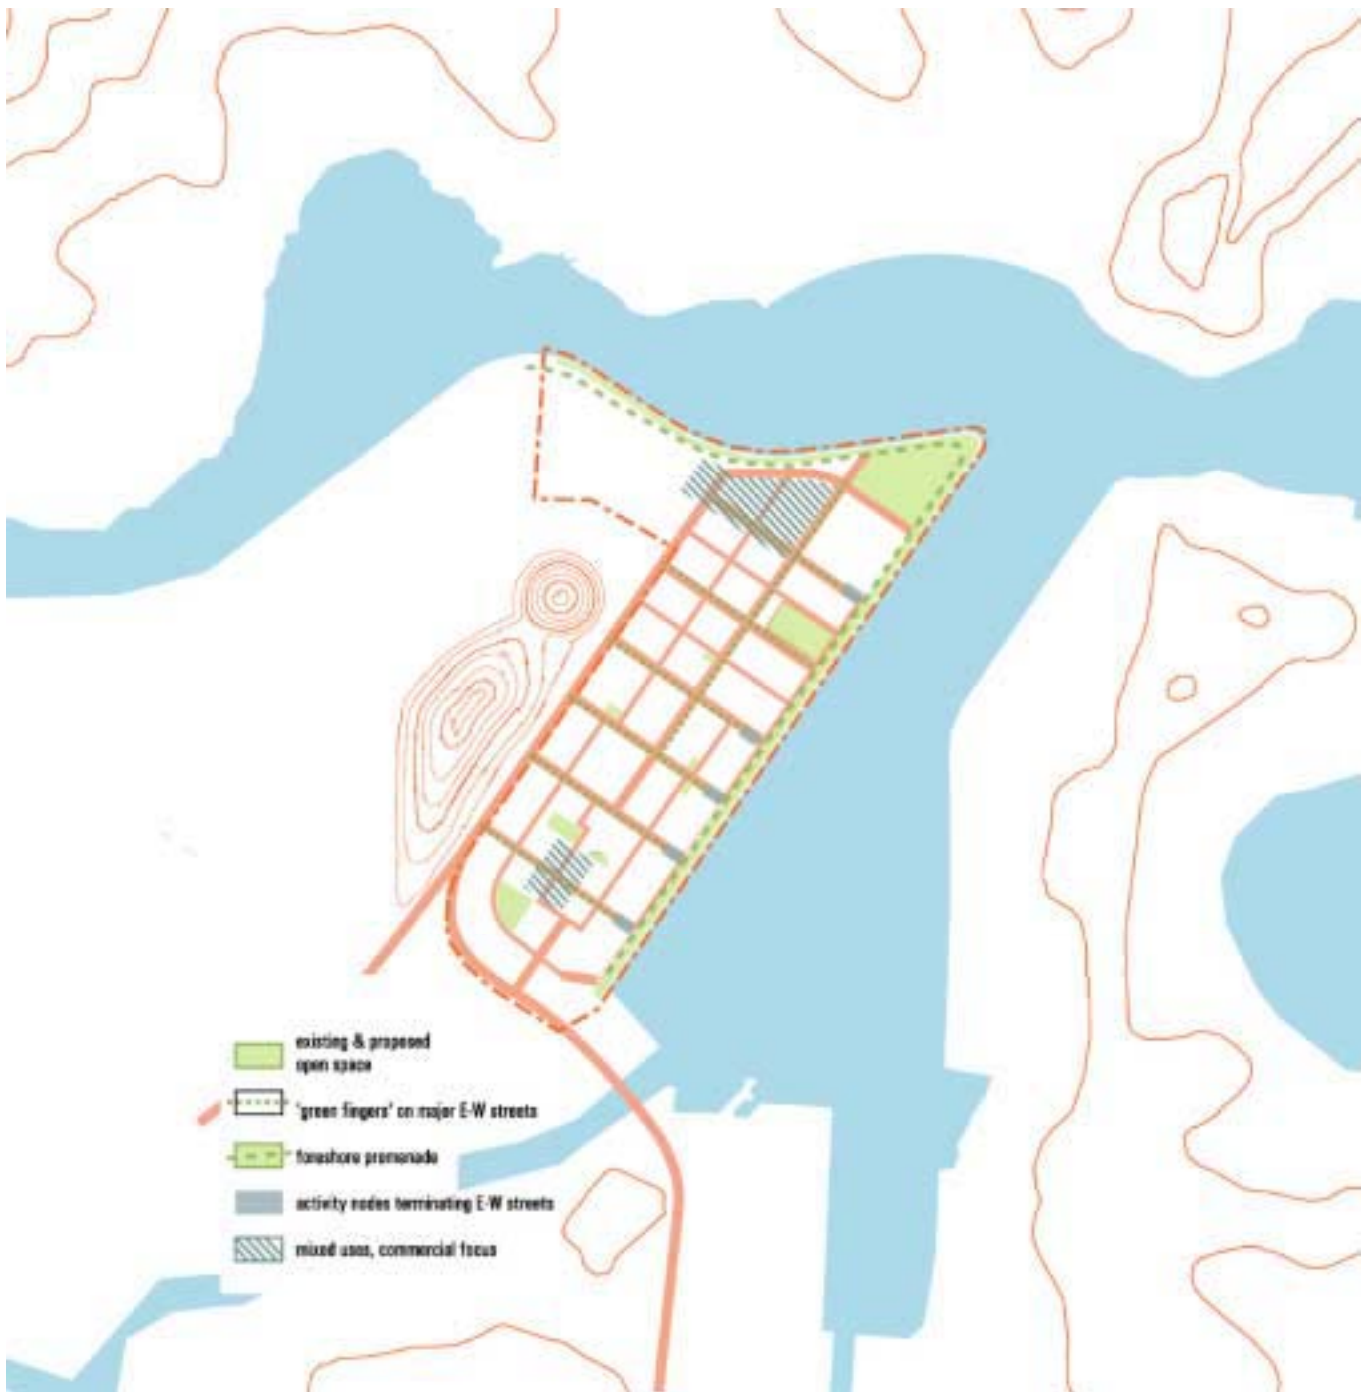 existing & proposed
open space
'green fingers' on major E-W streets
foreshore promenade
activity nodes terminating E-W streets
mixed uses, commercial focus